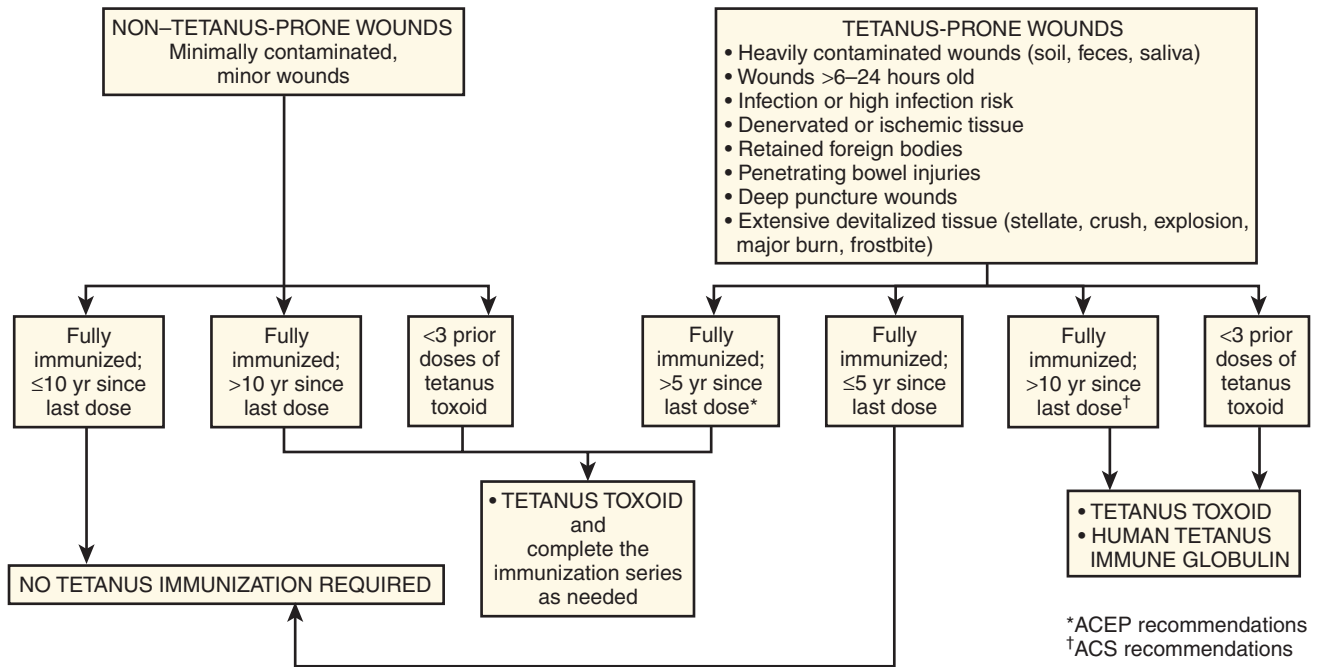 NON–TETANUS-PRONE WOUNDS
Minimally contaminated,
minor wounds
TETANUS-PRONE WOUNDS
• Heavily contaminated wounds (soil, feces, saliva)
• Wounds >6–24 hours old
• Infection or high infection risk
• Denervated or ischemic tissue
• Retained foreign bodies
• Penetrating bowel injuries
• Deep puncture wounds
• Extensive devitalized tissue (stellate, crush, explosion,
major burn, frostbite)
Fully
immunized;
≤10 yr since
last dose
Fully
immunized;
>10 yr since
last dose
<3 prior
doses of
tetanus
toxoid
Fully
immunized;
>5 yr since
last dose*
Fully
immunized;
≤5 yr since
last dose
Fully
immunized;
>10 yr since
last dose†
<3 prior
doses of
tetanus
toxoid
• TETANUS TOXOID
and
complete the
immunization series
as needed
• TETANUS TOXOID
• HUMAN TETANUS
IMMUNE GLOBULIN
NO TETANUS IMMUNIZATION REQUIRED
*ACEP recommendations
†ACS recommendations